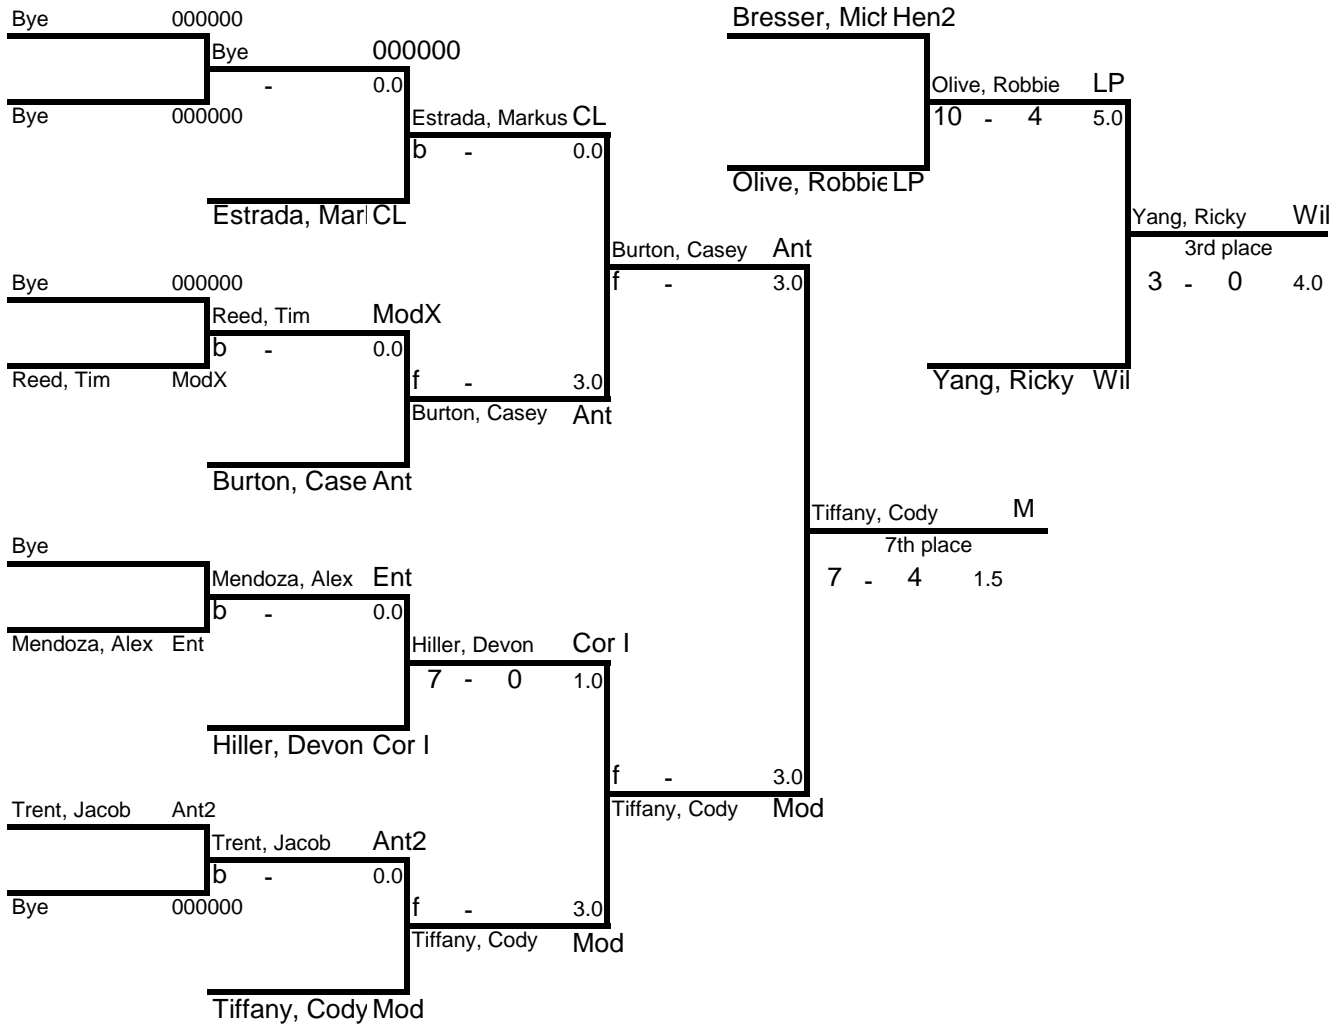 Bye 000000
Bye 000000
- 0.0
Bye 000000
Estrada, Markus CL
b - 0.0
Estrada, Mar CL
Burton, Casey Ant
f - 3.0
Bye 000000
Reed, Tim ModX
b - 0.0
Reed, Tim ModX
f - 3.0
Burton, Casey Ant
Burton, Case Ant
Tiffany, Cody M
7th place
7 - 4 1.5
Bye
Mendoza, Alex Ent
b - 0.0
Mendoza, Alex Ent
Hiller, Devon Cor I
7 - 0 1.0
Hiller, Devon Cor I
f - 3.0
Tiffany, Cody Mod
Trent, Jacob Ant2
Trent, Jacob Ant2
b - 0.0
Bye 000000
f - 3.0
Tiffany, Cody Mod
Tiffany, Cody Mod
Bresser, Mich Hen2
Olive, Robbie LP
10 - 4 5.0
Olive, Robbie LP
Yang, Ricky Wil
3rd place
3 - 0 4.0
Yang, Ricky Wil